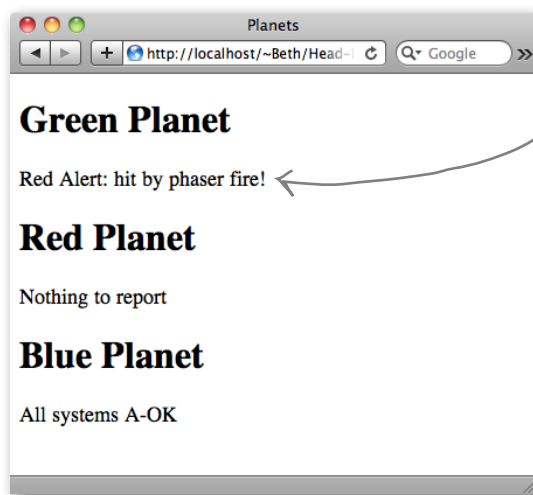 Planets
http://localhost/~Beth/Head-
Google
Green Planet
Red Alert: hit by phaser fire!
Red Planet
Nothing to report
Blue Planet
All systems A-OK